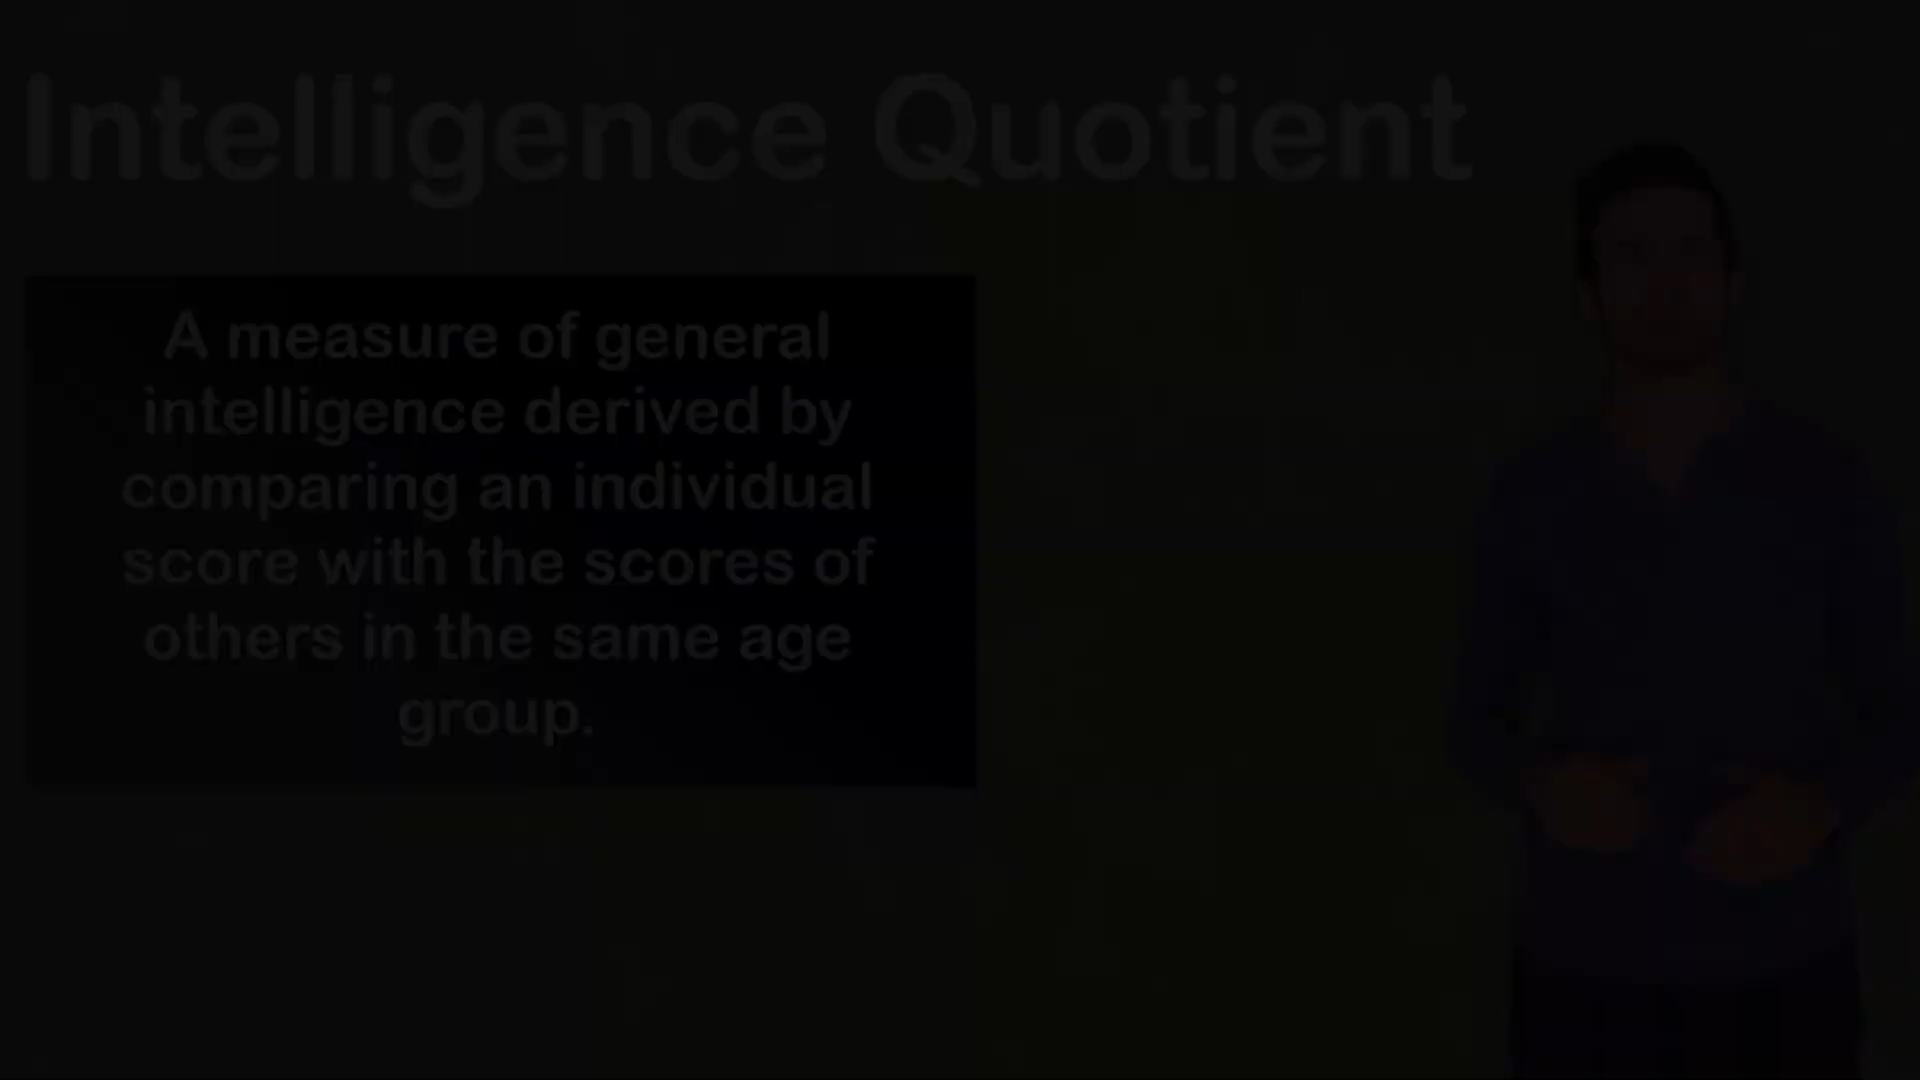 Intelligence Quotient
A measure of general
intelligence derived by
comparing an individual
score with the scores of
others in the same age
group.